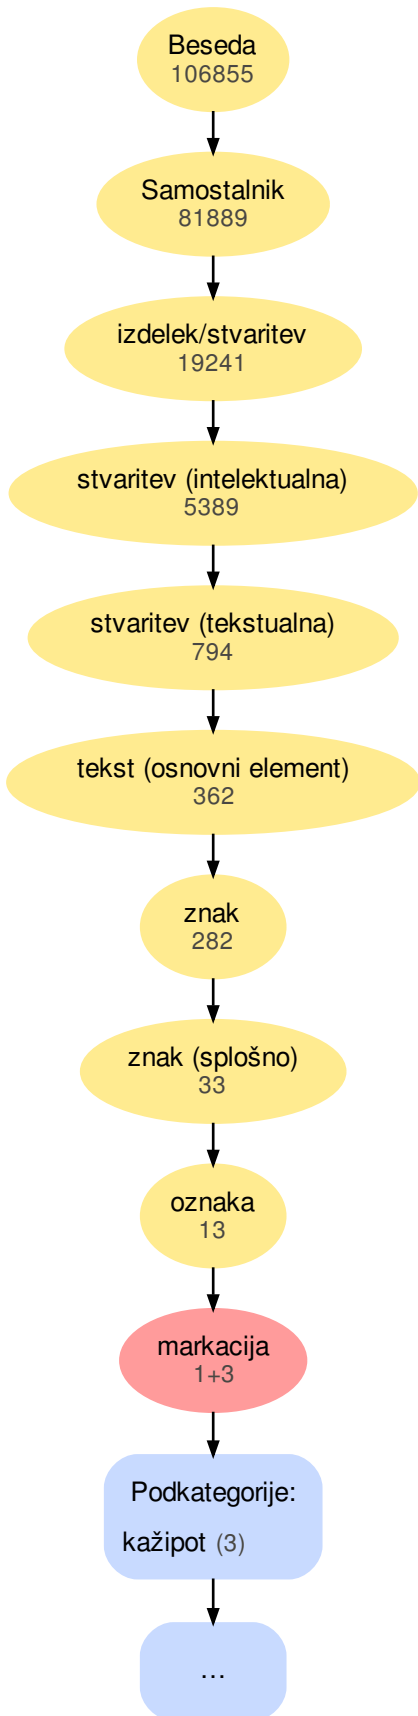 Beseda
106855
Samostalnik
81889
izdelek/stvaritev
19241
stvaritev (intelektualna)
5389
stvaritev (tekstualna)
794
tekst (osnovni element)
362
znak
282
znak (splošno)
33
oznaka
13
markacija
1+3
Podkategorije:
kažipot (3)
...